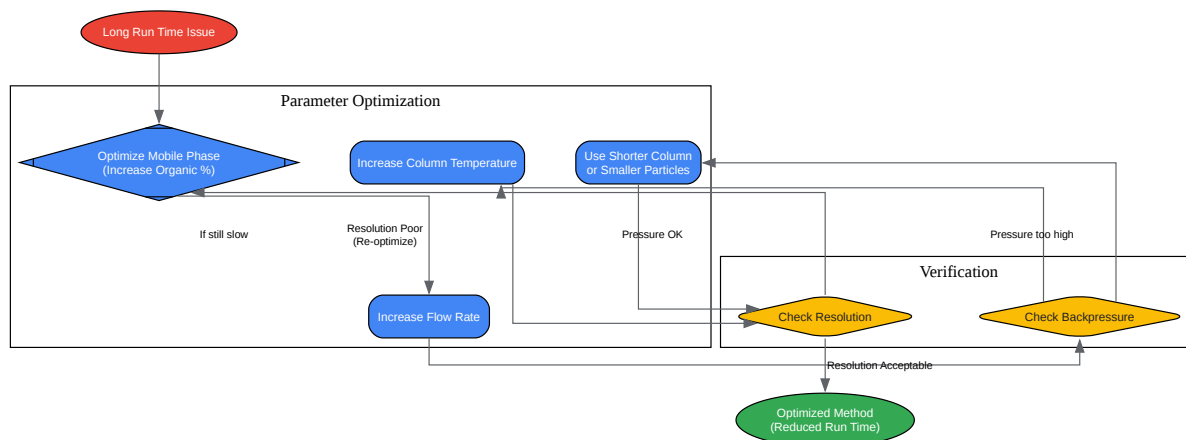 Long Run Time Issue
Parameter Optimization
Optimize Mobile Phase
(Increase Organic %)
Increase Column Temperature
Use Shorter Column
or Smaller Particles
If still slow
Resolution Poor
(Re-optimize)
Pressure OK
Pressure too high
Verification
Increase Flow Rate
Check Resolution
Check Backpressure
Resolution Acceptable
Optimized Method
(Reduced Run Time)